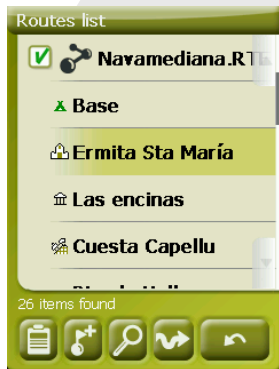 Routes list
Navamediana.RT
Base
Ermita Sta María
Las encinas
Cuesta Capellu
26 items found